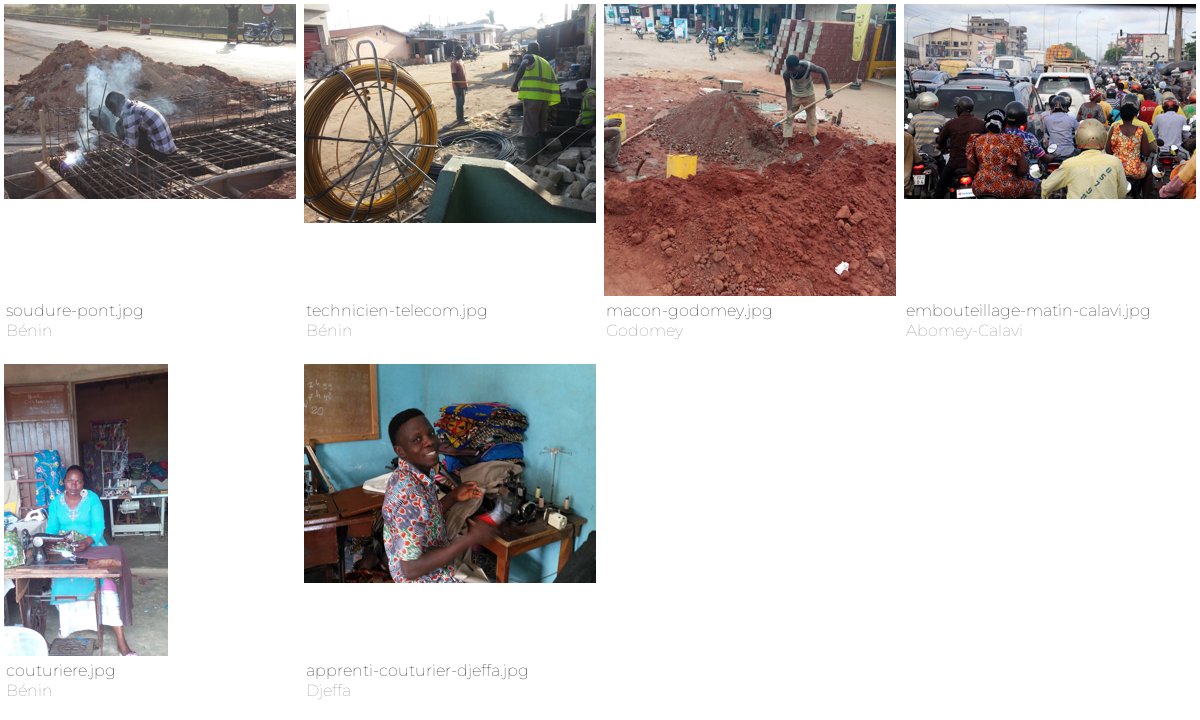 soudure-pont.jpg
Bénin
technicien-telecom.jpg
Bénin
macon-godomey.jpg
Godomey
embouteillage-matin-calavi.jpg
Abomey-Calavi
couturiere.jpg
Bénin
apprenti-couturier-djeffa.jpg
Djeffa